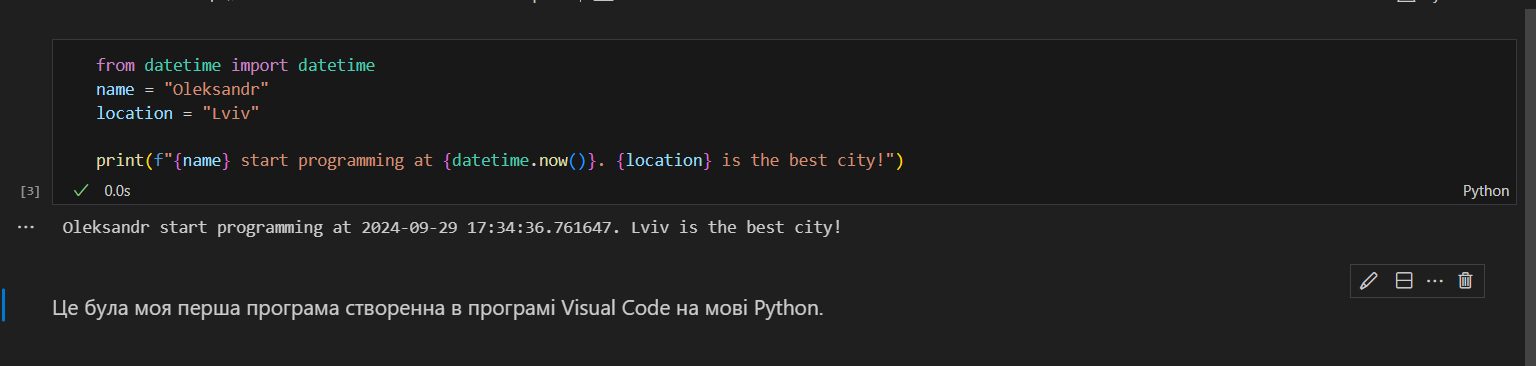 from datetime import datetime
name = "Oleksandr"
location = "Lviv"
print(f"{name} start programming at {datetime.now()}. {location} is the best city!")
[3]
0.0s
Python
Oleksandr start programming at 2024-09-29 17:34:36.761647. Lviv is the best city!
Це була моя перша програма створенна в програмі Visual Code на мові Python.